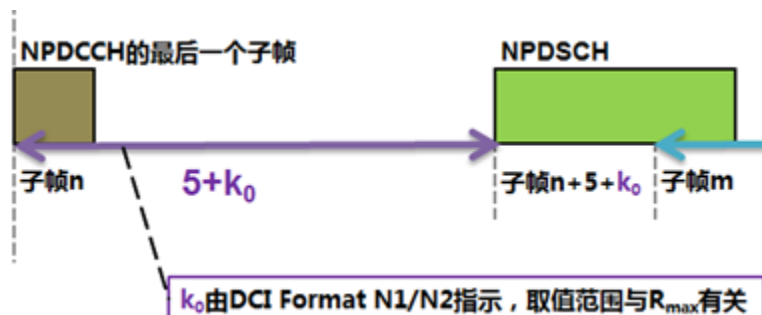 NPDCCH的最后一个子帧
NPDSCH
子帧n
5+k₀
子帧n+5+k₀
子帧m
k₀由DCI Format N1/N2指示，取值范围与Rmax有关